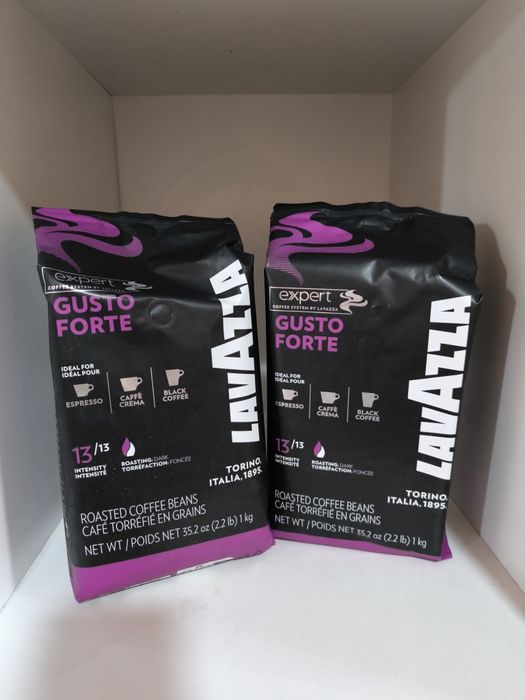 expert
COFFEE SYSTEM BY LAVAZZA
GUSTO
FORTE
IDEAL FOR
IDÉAL POUR
ESPRESSO
CAFFÈ
CREMA
BLACK
COFFEE
13/13
INTENSITY
INTENSITÉ
ROASTING: DARK
TORRÉFACTION: FONCÉE
LAVAZZA
TORINO,
ITALIA, 1895.
ROASTED COFFEE BEANS
CAFÉ TORRÉFIÉ EN GRAINS
NET WT / POIDS NET 35.2 oz (2.2 lb) 1 kg
expert
COFFEE SYSTEM BY LAVAZZA
GUSTO
FORTE
IDEAL FOR
IDÉAL POUR
ESPRESSO
CAFFÈ
CREMA
BLACK
COFFEE
13/13
INTENSITY
INTENSITÉ
ROASTING: DARK
TORRÉFACTION: FONCÉE
LAVAZZA
TORINO,
ITALIA, 1895.
ROASTED COFFEE BEANS
CAFÉ TORRÉFIÉ EN GRAINS
NET WT / POIDS NET 35.2 oz (2.2 lb) 1 kg